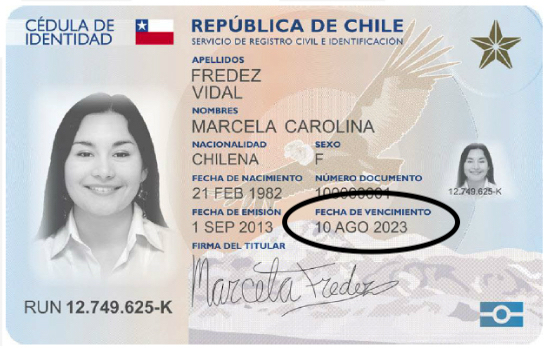 CÉDULA DE
IDENTIDAD
REPÚBLICA DE CHILE
SERVICIO DE REGISTRO CIVIL E IDENTIFICACIÓN
APELLIDOS
FREDEZ
VIDAL
NOMBRES
MARCELA CAROLINA
NACIONALIDAD SEXO
CHILENA F
FECHA DE NACIMIENTO NÚMERO DOCUMENTO
21 FEB 1982 100000001
12.749.625-K
FECHA DE EMISIÓN FECHA DE VENCIMIENTO
1 SEP 2013 10 AGO 2023
FIRMA DEL TITULAR
Marcela Fredez
RUN 12.749.625-K